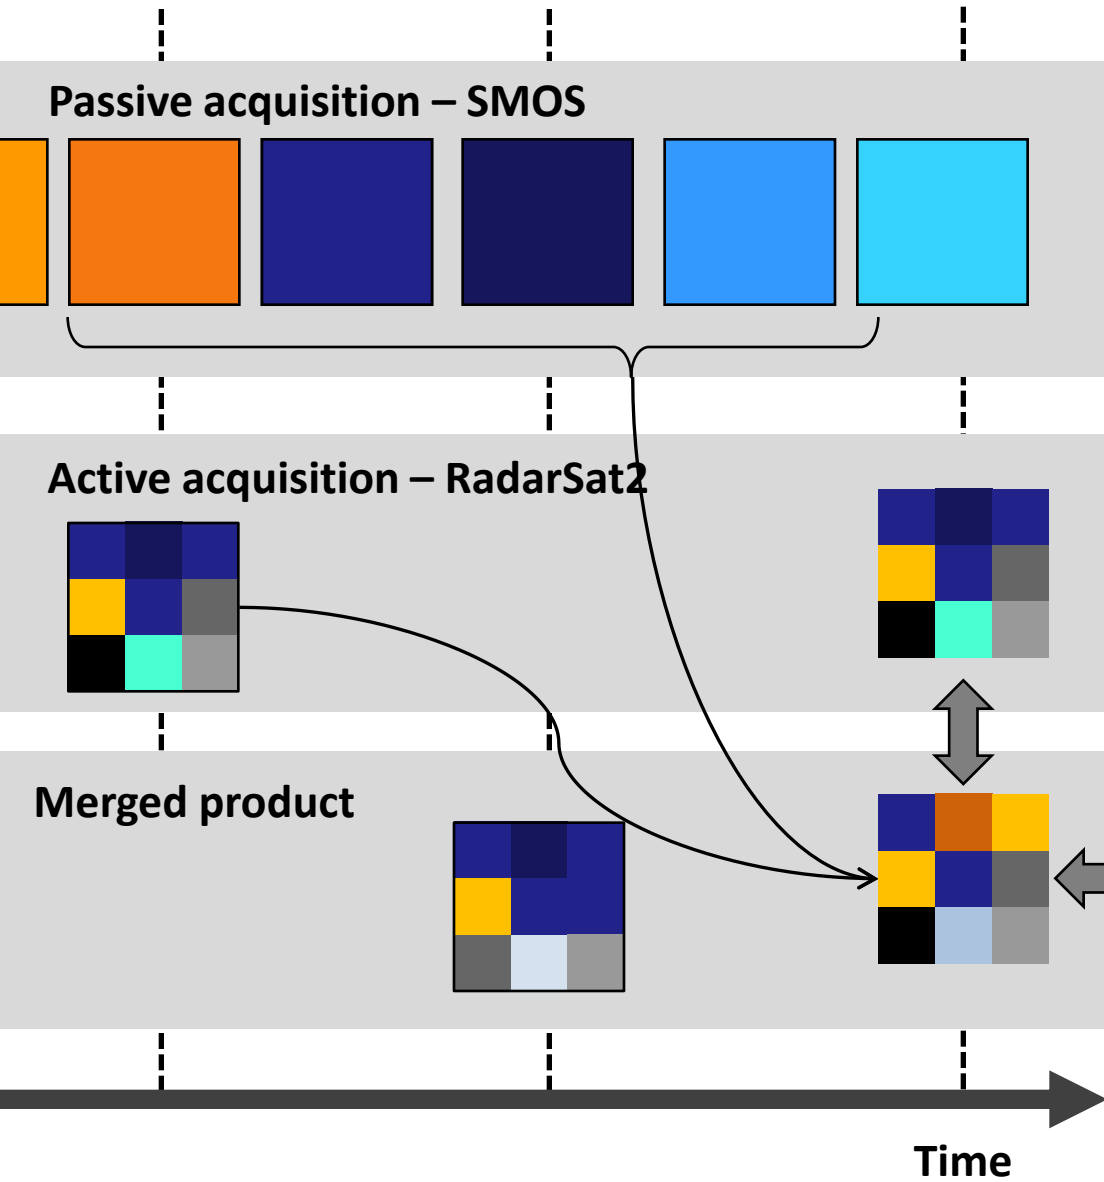 Passive acquisition – SMOS
Active acquisition – RadarSat2
Merged product
Time